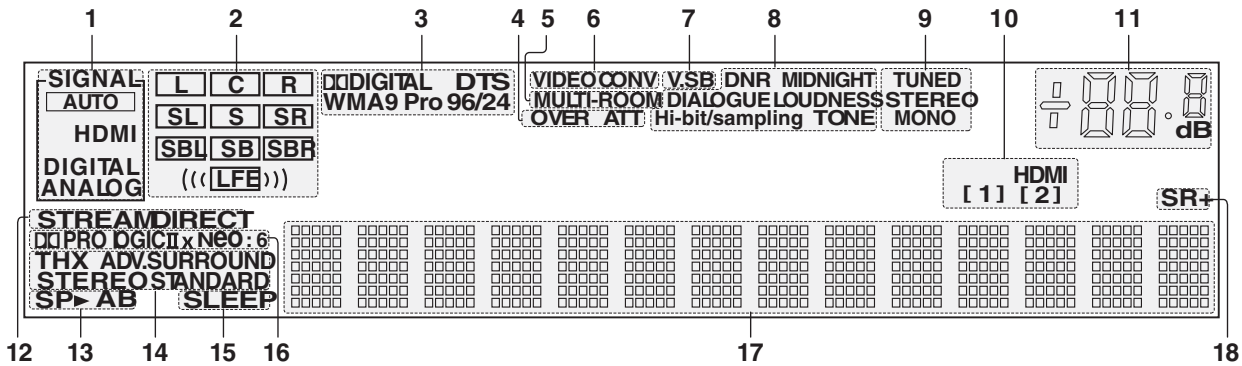 1 2 3 4 5 6 7 8 9 10 11
SIGNAL
AUTO
HDMI
DIGITAL
ANALOG
L C R
SL S SR
SBL SB SBR
((( LFE )))
DIGITAL DTS
WMA9 Pro 96/24
VIDEO CONV V.SB DNR MIDNIGHT TUNED
MULTI-ROOM DIALOGUE LOUDNESS STEREO
OVER ATT Hi-bit/sampling TONE MONO
-88.8
dB
HDMI
[ 1 ] [ 2 ]
SR+
STREAMDIRECT
PRO LOGIC II x Neo : 6
THX ADV.SURROUND
STEREO STANDARD
SP► AB SLEEP
12 13 14 15 16 17 18